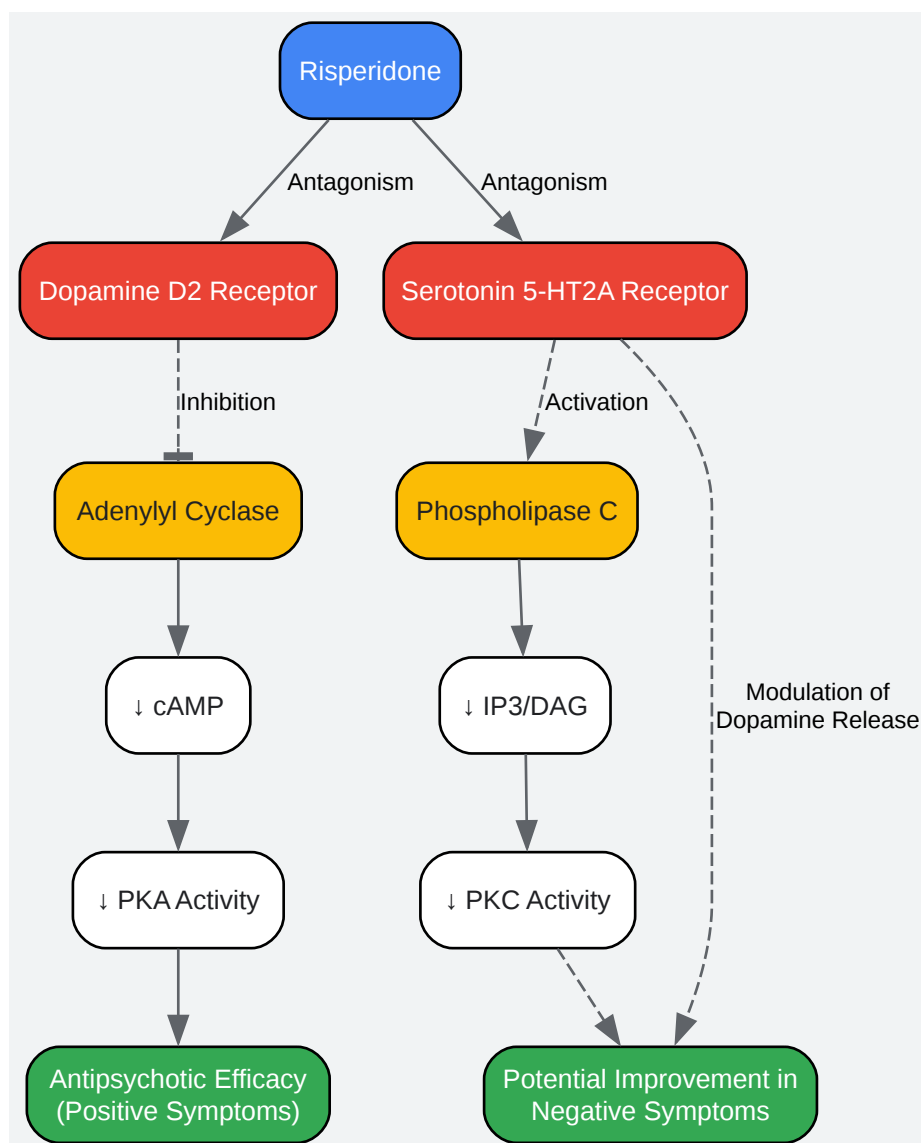 Risperidone
Antagonism
Antagonism
Dopamine D2 Receptor
Serotonin 5-HT2A Receptor
Inhibition
Activation
Adenylyl Cyclase
Phospholipase C
↓ cAMP
↓ IP3/DAG
Modulation of
Dopamine Release
↓ PKA Activity
↓ PKC Activity
Antipsychotic Efficacy
(Positive Symptoms)
Potential Improvement in
Negative Symptoms